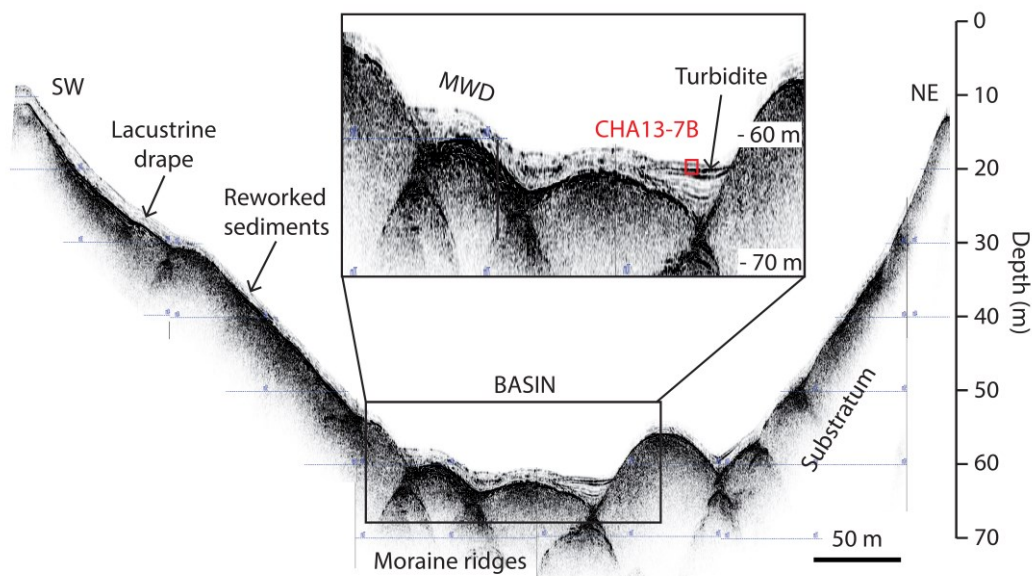 SW
Lacustrine
drape
Reworked
sediments
MWD
Turbidite
CHA13-7B
- 60 m
- 70 m
NE
BASIN
Substratum
Moraine ridges
50 m
0
10
20
30
40
50
60
70
Depth (m)